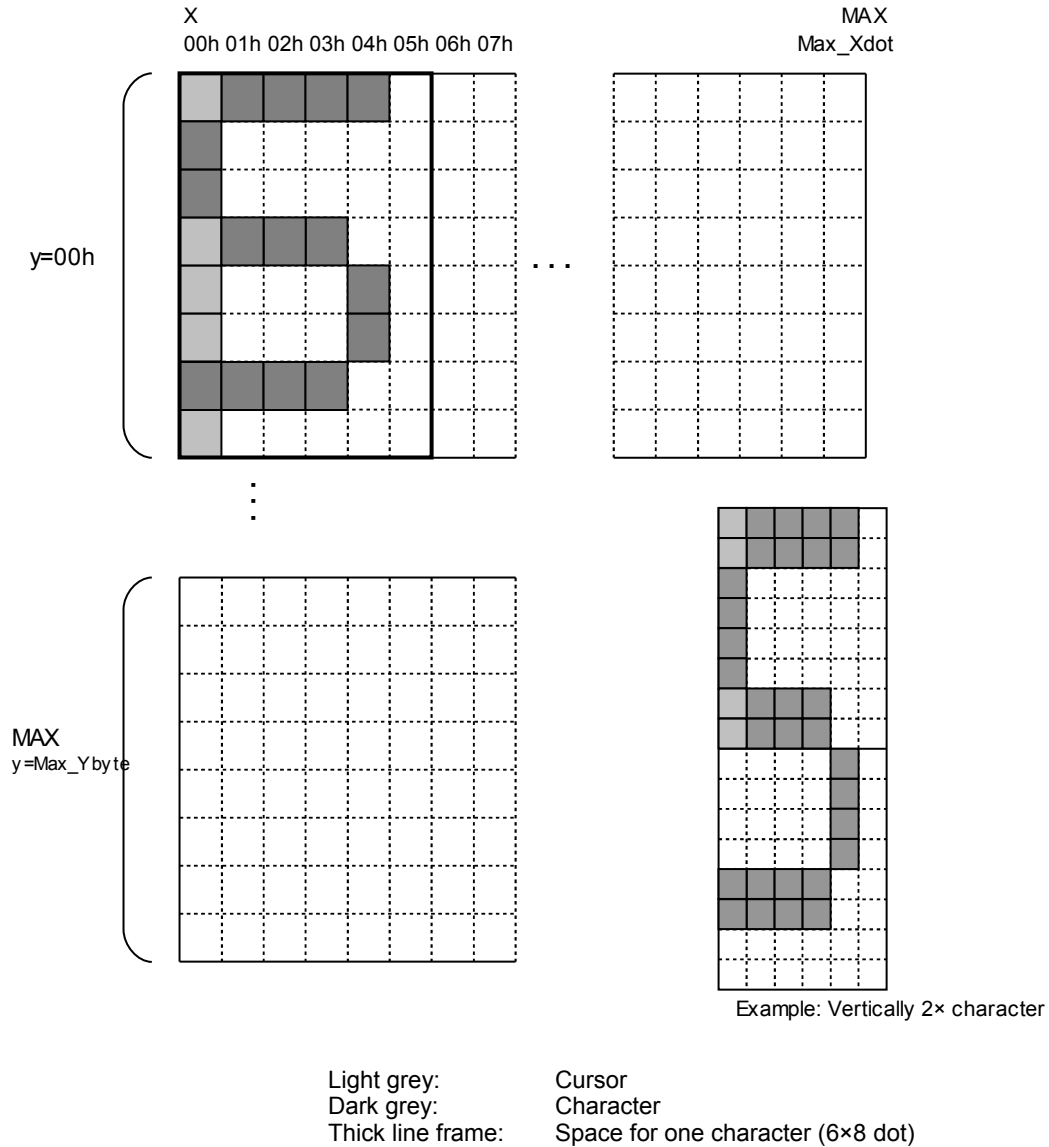 X MAX
00h 01h 02h 03h 04h 05h 06h 07h Max_Xdot
y=00h
. . .
MAX
y=Max_Ybyte
Example: Vertically 2× character
Light grey: Cursor
Dark grey: Character
Thick line frame: Space for one character (6×8 dot)